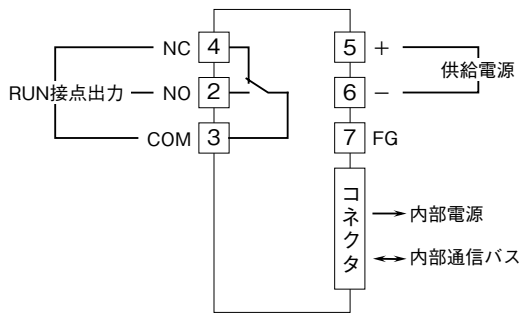 NC 4
RUN接点出力 NO 2
COM 3
5 +
6 −
供給電源
7 FG
コネクタ
内部電源
内部通信バス